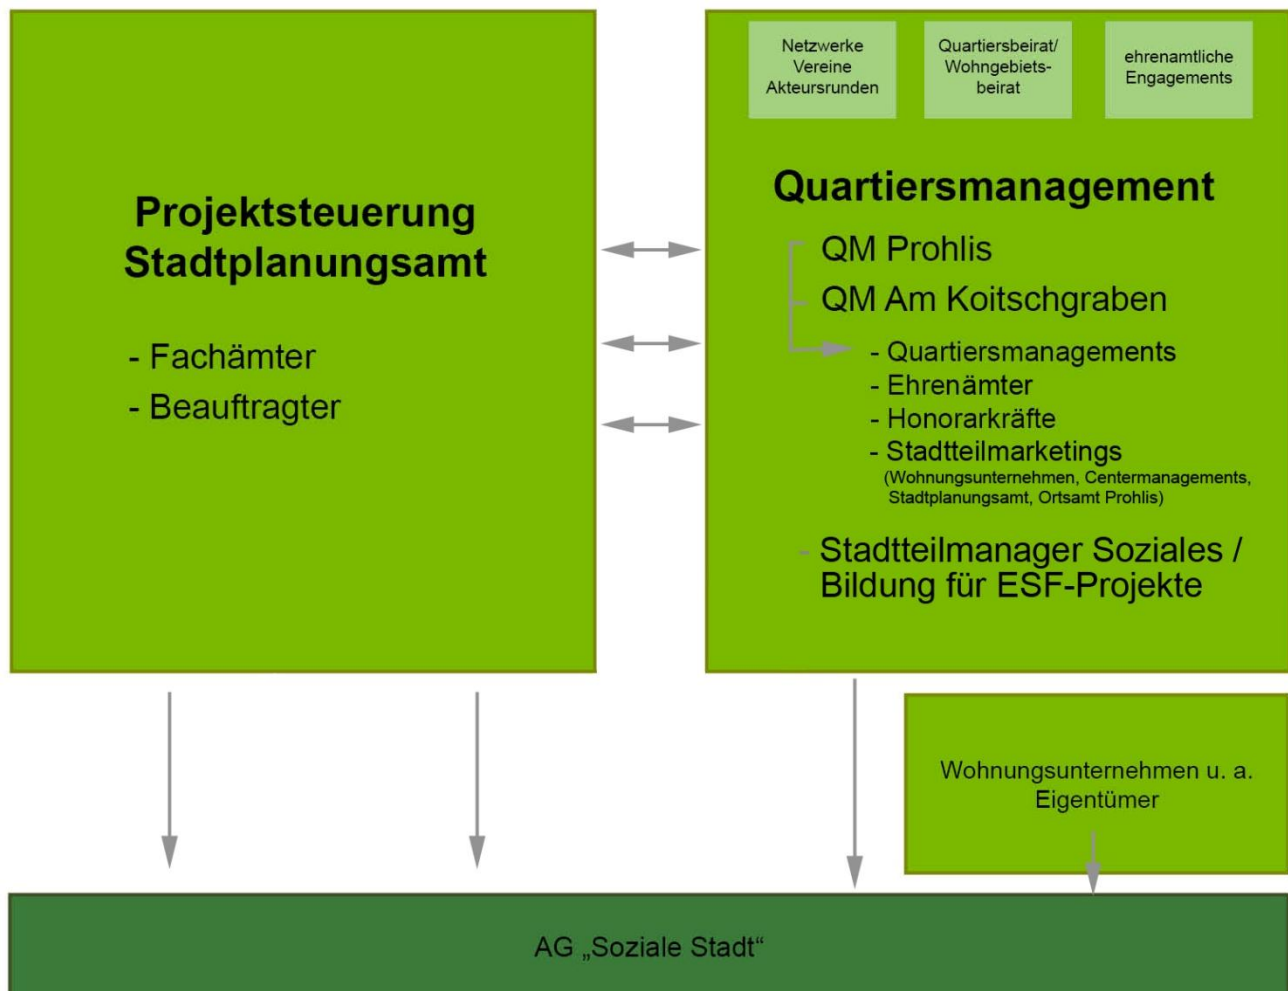 Projektsteuerung
Stadtplanungsamt
- Fachämter
- Beauftragter
Netzwerke
Vereine
Akteursrunden
Quartiersbeirat/
Wohngebiets-
beirat
ehrenamtliche
Engagements
Quartiersmanagement
QM Prohlis
QM Am Koitschgraben
- Quartiersmanagements
- Ehrenämter
- Honorarkräfte
- Stadtteilmarketings
(Wohnungsunternehmen, Centermanagements,
Stadtplanungsamt, Ortsamt Prohlis)
- Stadtteilmanager Soziales /
Bildung für ESF-Projekte
Wohnungsunternehmen u. a.
Eigentümer
AG „Soziale Stadt“